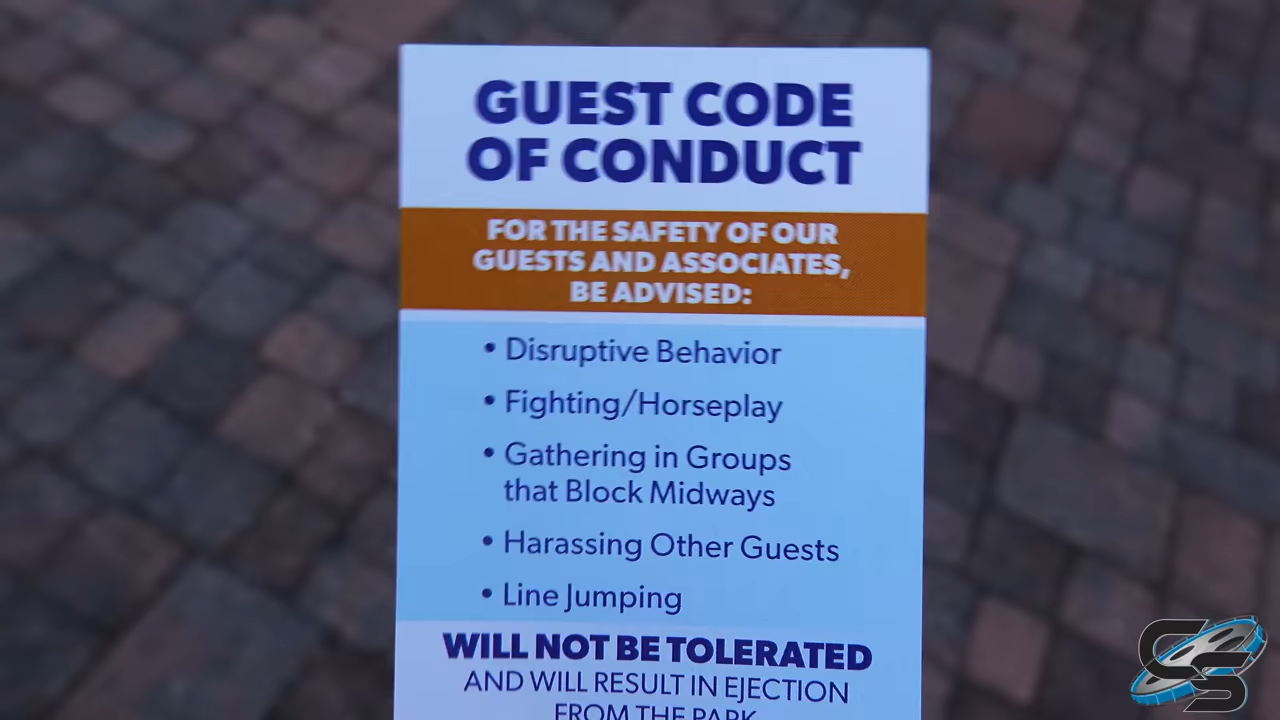 GUEST CODE
OF CONDUCT
FOR THE SAFETY OF OUR
GUESTS AND ASSOCIATES,
BE ADVISED:
• Disruptive Behavior
• Fighting/Horseplay
• Gathering in Groups
that Block Midways
• Harassing Other Guests
• Line Jumping
WILL NOT BE TOLERATED
AND WILL RESULT IN EJECTION
FROM THE PARK